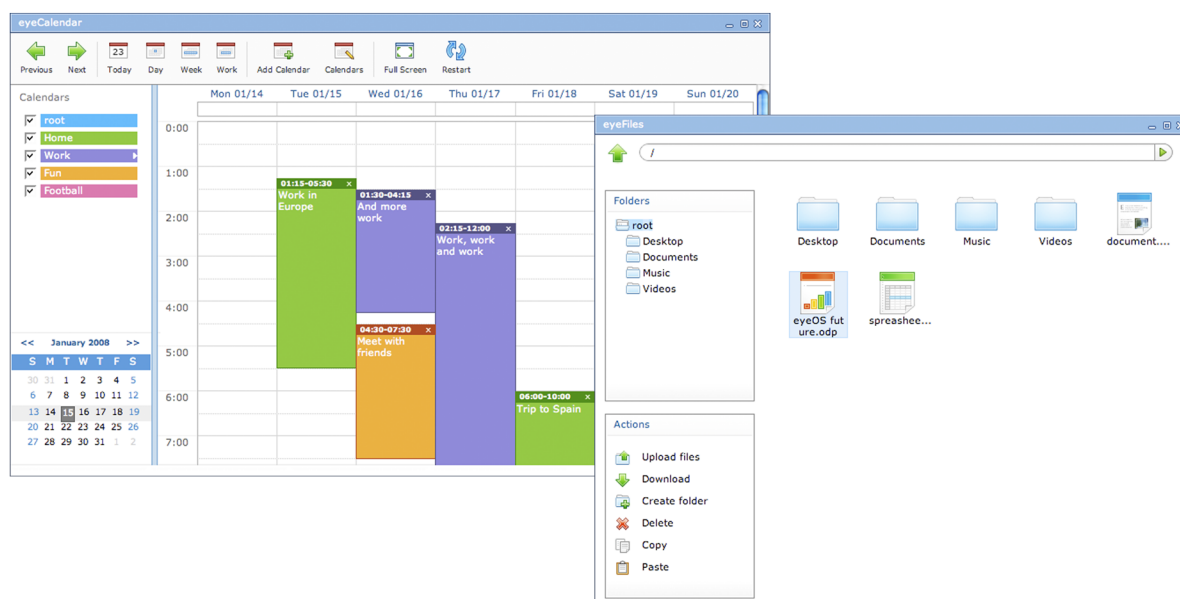 eyeCalendar
Previous Next Today Day Week Work Add Calendar Calendars Full Screen Restart
23
Calendars
root
Home
Work
Fun
Football
<< January 2008 >>
S M T W T F S
30 31 1 2 3 4 5
6 7 8 9 10 11 12
13 14 15 16 17 18 19
20 21 22 23 24 25 26
27 28 29 30 31 1 2
Mon 01/14 Tue 01/15 Wed 01/16 Thu 01/17 Fri 01/18 Sat 01/19 Sun 01/20
0:00
1:00
2:00
3:00
4:00
5:00
6:00
7:00
01:15-05:30 x
Work in
Europe
01:30-04:15 x
And more
work
04:30-07:30 x
Meet with
friends
02:15-12:00 x
Work, work
and work
06:00-10:00 x
Trip to Spain
eyeFiles
/
Folders
root
Desktop
Documents
Music
Videos
Actions
Upload files
Download
Create folder
Delete
Copy
Paste
Desktop Documents Music Videos document....
eyeOS fut
ure.odp
spreashee...